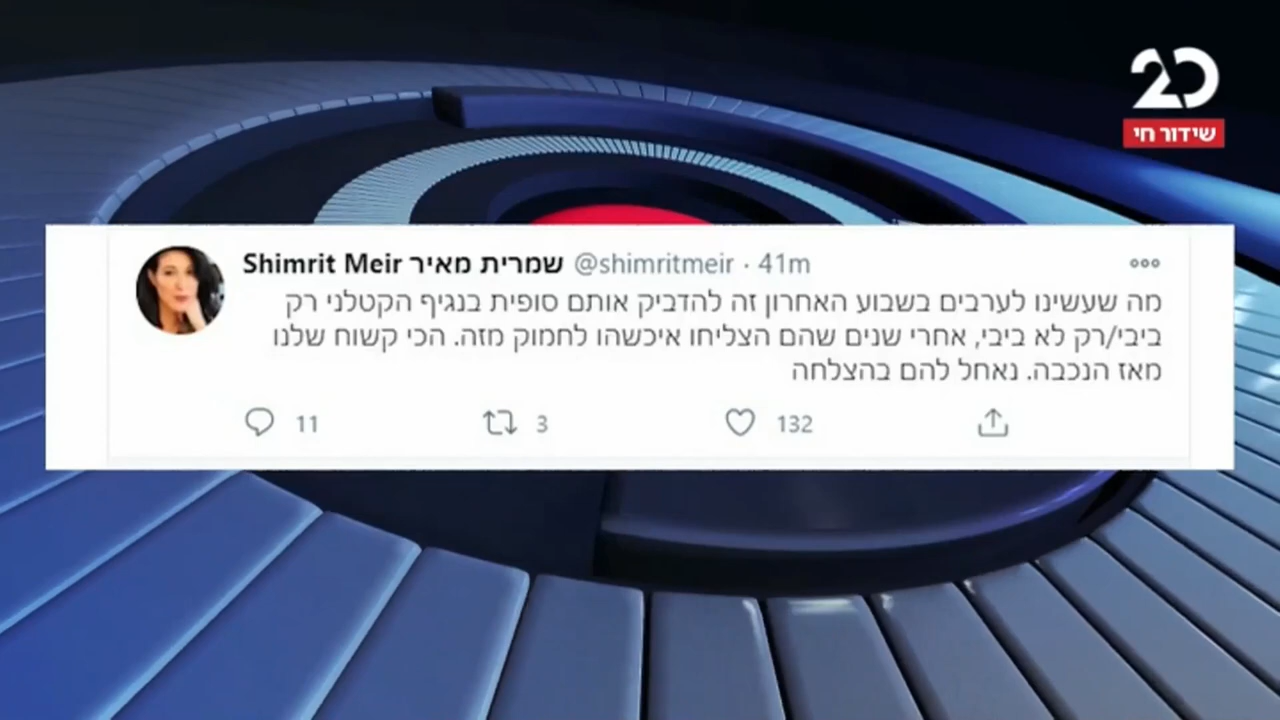 20
שידור חי
Shimrit Meir שמרית מאיר @shimritmeir · 41m
מה שעשינו לערבים בשבוע האחרון זה להדביק אותם סופית בנגיף הקטלני רק
ביבי/רק לא ביבי, אחרי שנים שהם הצליחו איכשהו לחמוק מזה. הכי קשוח שלנו
מאז הנכבה. נאחל להם בהצלחה
11 3 132